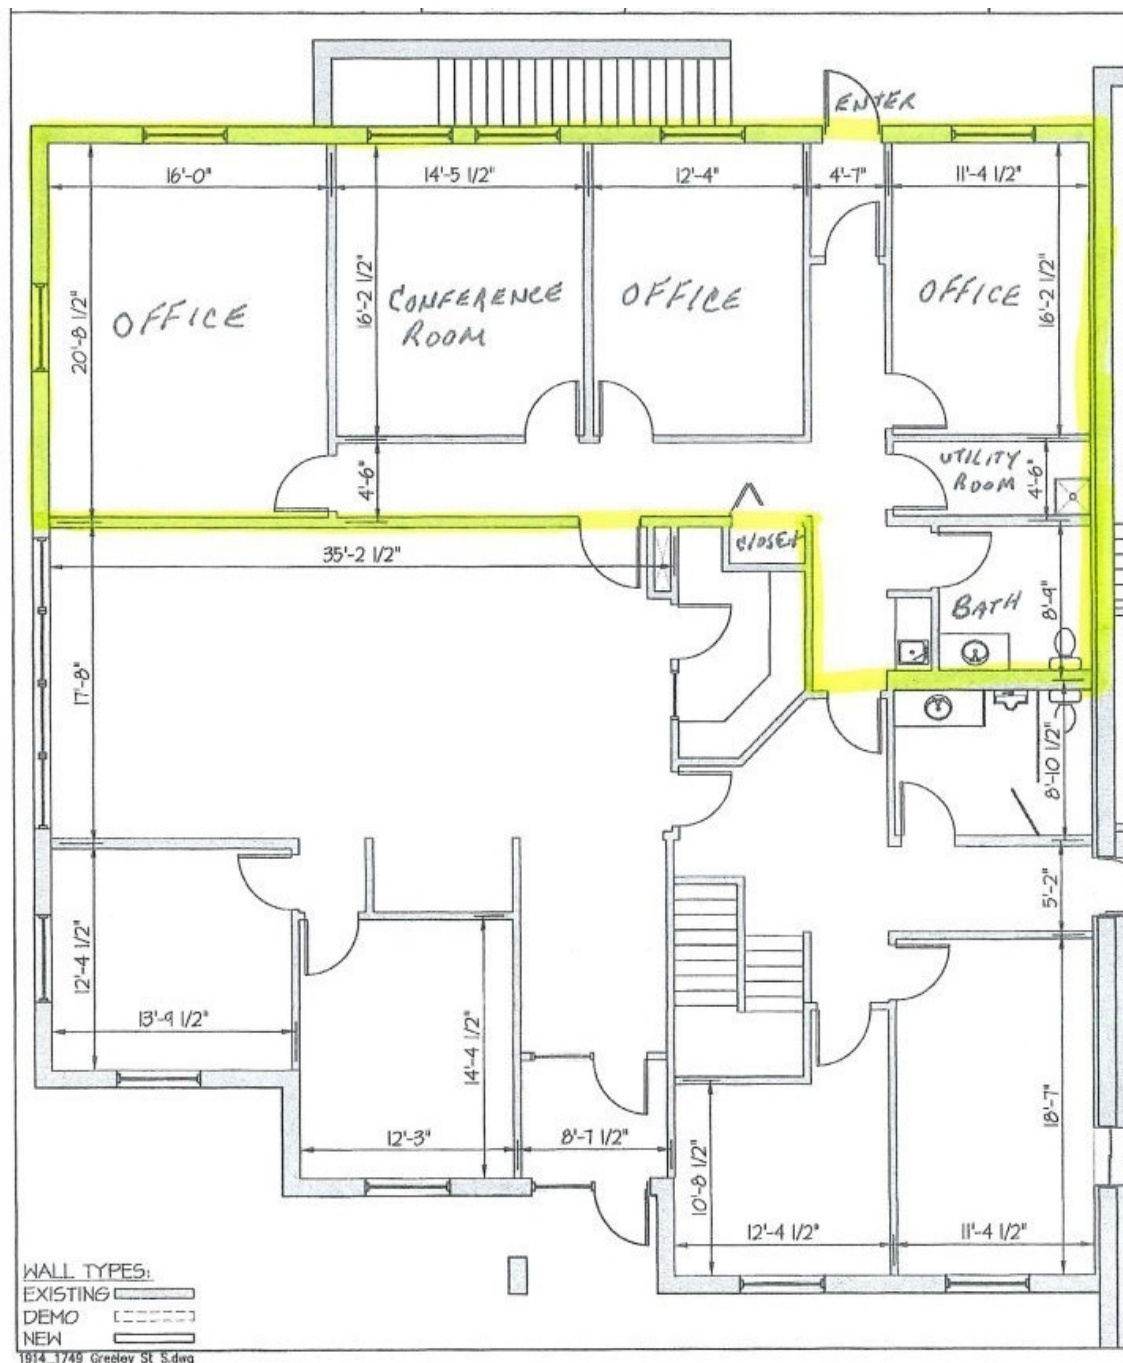 ENTER
16'-0"
14'-5 1/2"
12'-4"
4'-7"
11'-4 1/2"
20'-8 1/2"
16'-2 1/2"
16'-2 1/2"
OFFICE
CONFERENCE
ROOM
OFFICE
OFFICE
4'-6"
UTILITY
ROOM
4'-6"
CLOSET
35'-2 1/2"
BATH
8'-9"
17'-8"
8'-10 1/2"
5'-2"
12'-4 1/2"
13'-9 1/2"
14'-4 1/2"
12'-3"
8'-7 1/2"
10'-8 1/2"
18'-7"
12'-4 1/2"
11'-4 1/2"
WALL TYPES:
EXISTING
DEMO
NEW
1914_1749 Greeley St S.dwg